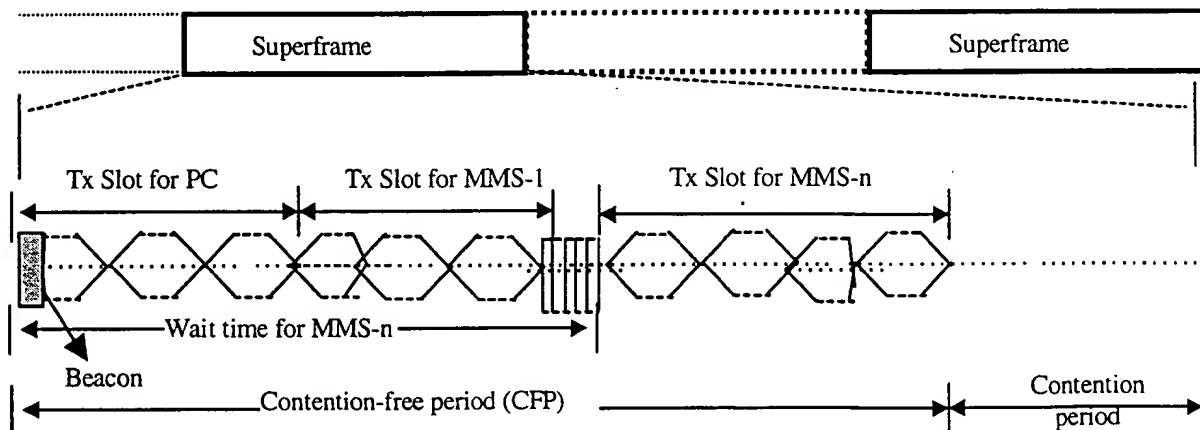 Superframe
Superframe
Tx Slot for PC
Tx Slot for MMS-1
Tx Slot for MMS-n
Wait time for MMS-n
Beacon
Contention-free period (CFP)
Contention
period